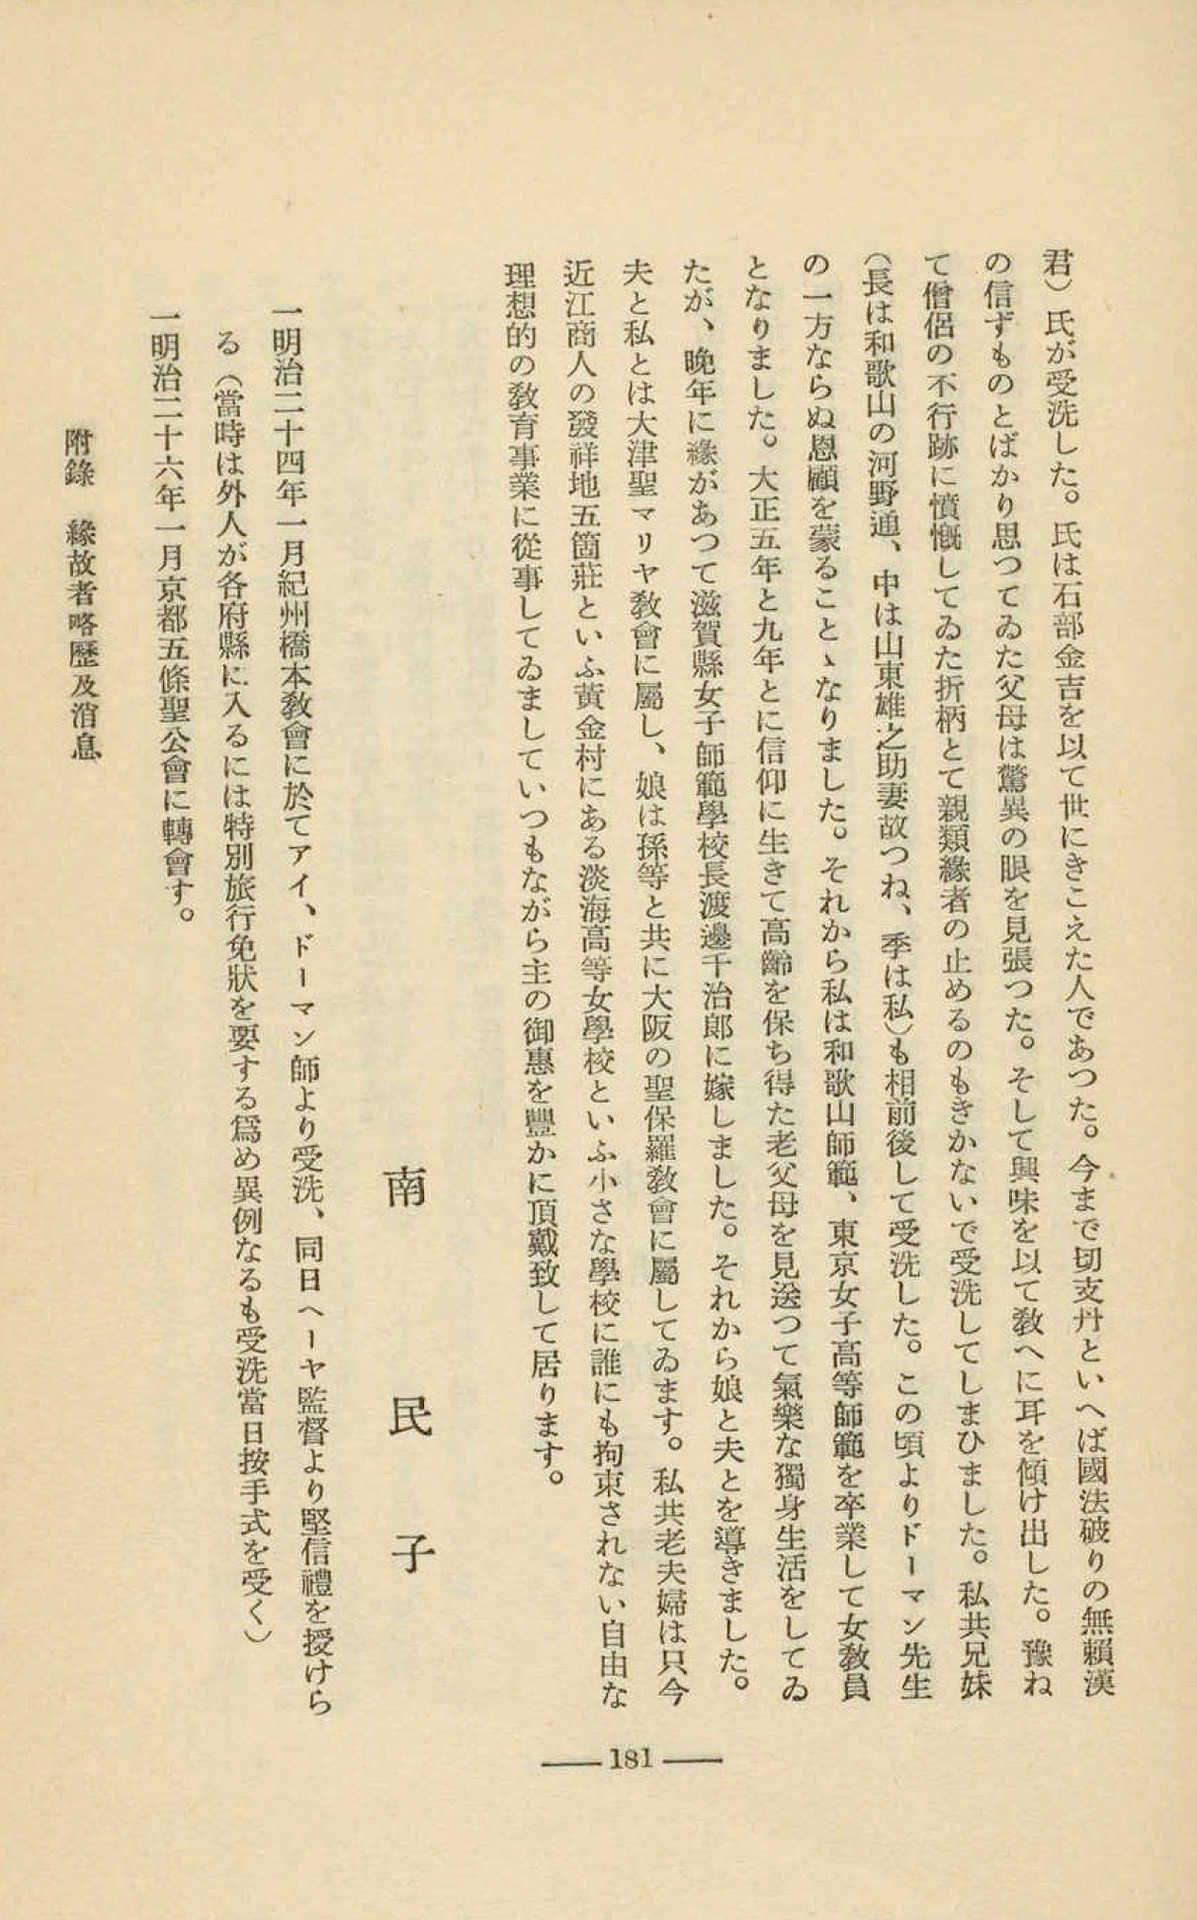 君）氏が受洗した。氏は石部金吉を以て世にきこえた人であつた。今まで切支丹といへば國法破りの無賴漢
の信ずものとばかり思つてゐた父母は驚異の眼を見張つた。そして興味を以て敎へに耳を傾け出した。豫ね
て僧侶の不行跡に憤慨してゐた折柄とて親類緣者の止めるのもきかないで受洗してしまひました。私共兄妹
（長は和歌山の河野通、中は山東雄之助妻故つね、季は私）も相前後して受洗した。この頃よりドーマン先生
の一方ならぬ恩顧を蒙ることゝなりました。それから私は和歌山師範、東京女子高等師範を卒業して女敎員
となりました。大正五年と九年とに信仰に生きて高齡を保ち得た老父母を見送つて氣樂な獨身生活をしてゐ
たが、晩年に緣があつて滋賀縣女子師範學校長渡邊千治郞に嫁しました。それから娘と夫とを導きました。
夫と私とは大津聖マリヤ敎會に屬し、娘は孫等と共に大阪の聖保羅敎會に屬してゐます。私共老夫婦は只今
近江商人の發祥地五箇莊といふ黃金村にある淡海高等女學校といふ小さな學校に誰にも拘束されない自由な
理想的の敎育事業に從事してゐましていつもながら主の御惠を豐かに頂戴致して居ります。
南民子
一明治二十四年一月紀州橋本敎會に於てアイ、ドーマン師より受洗、同日ヘーヤ監督より堅信禮を授けら
る（當時は外人が各府縣に入るには特別旅行免狀を要する爲め異例なるも受洗當日按手式を受く）
一明治二十六年一月京都五條聖公會に轉會す。
附錄　緣故者略歷及消息
181